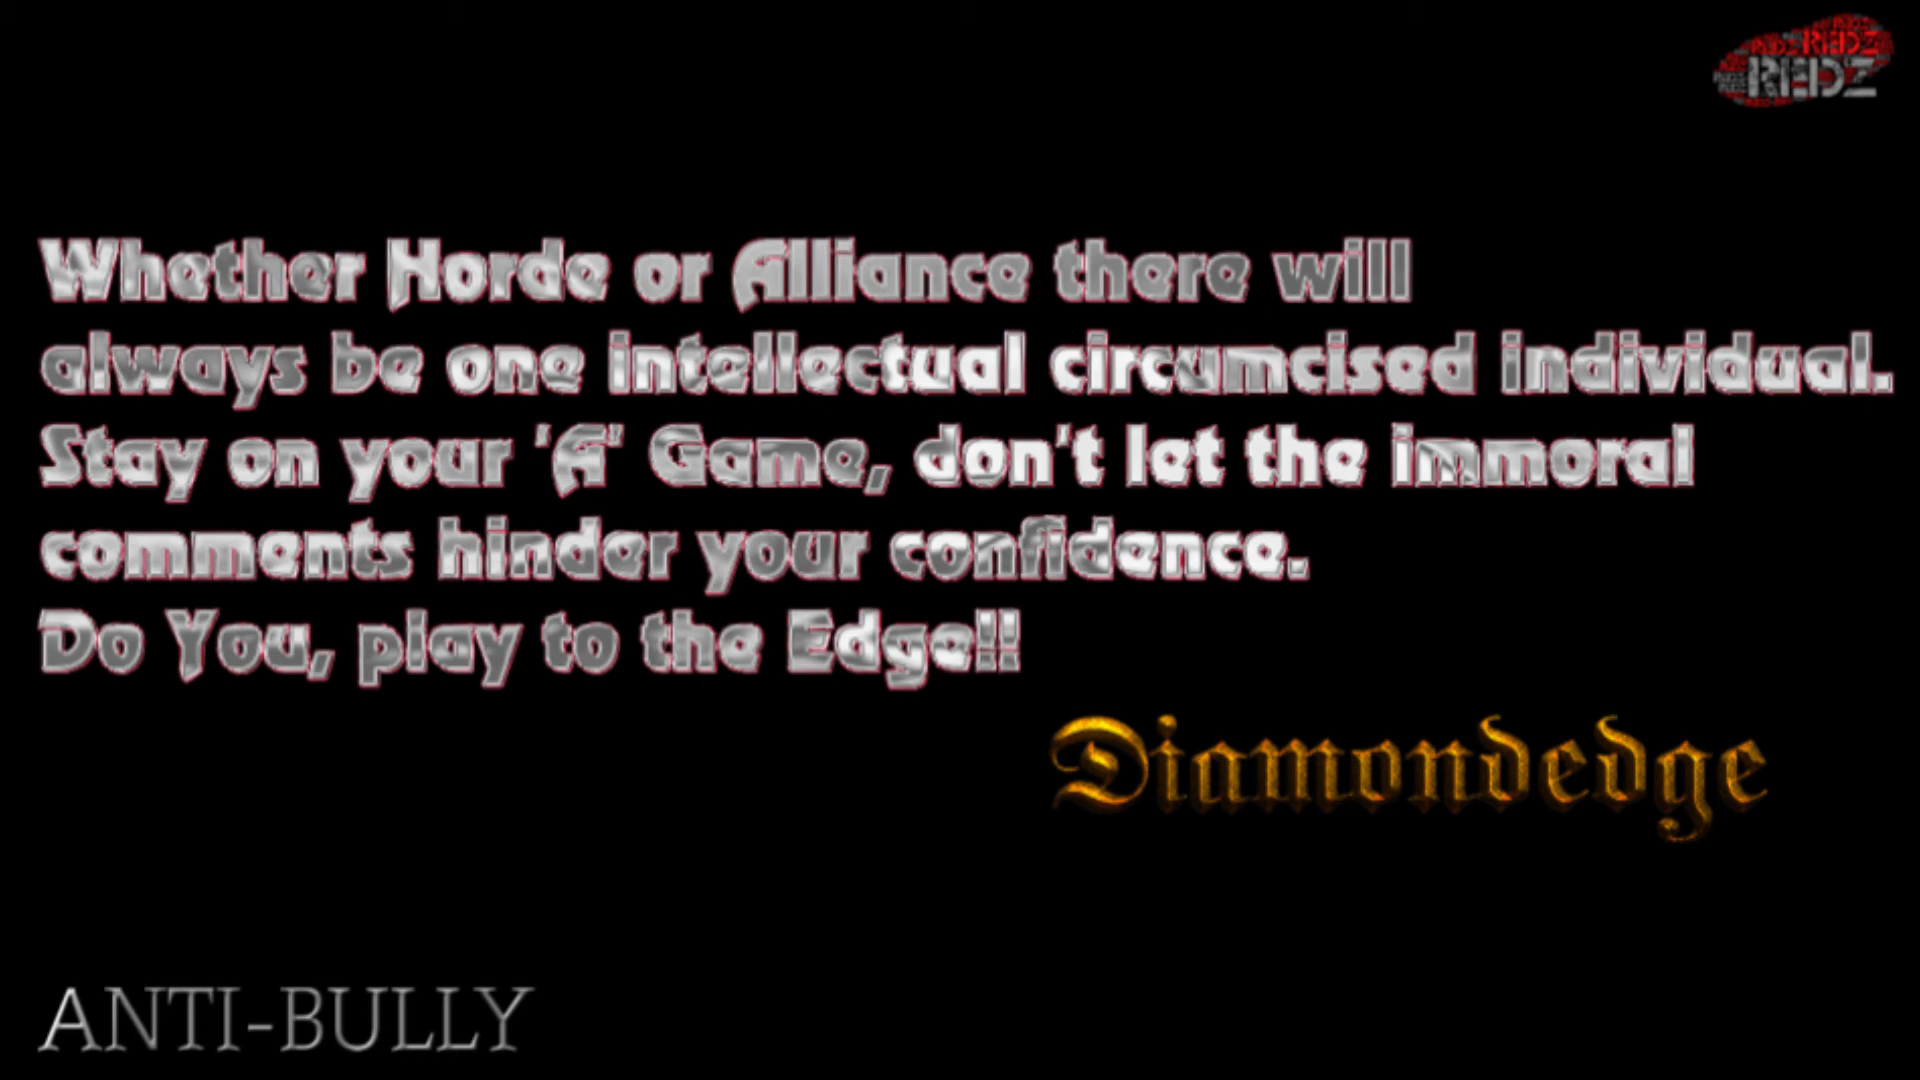 REDZ
REDZ
Whether Horde or Alliance there will
always be one intellectual circumcised individual.
Stay on your 'A' Game, don't let the immoral
comments hinder your confidence.
Do You, play to the Edge!!
Diamondedge
ANTI-BULLY